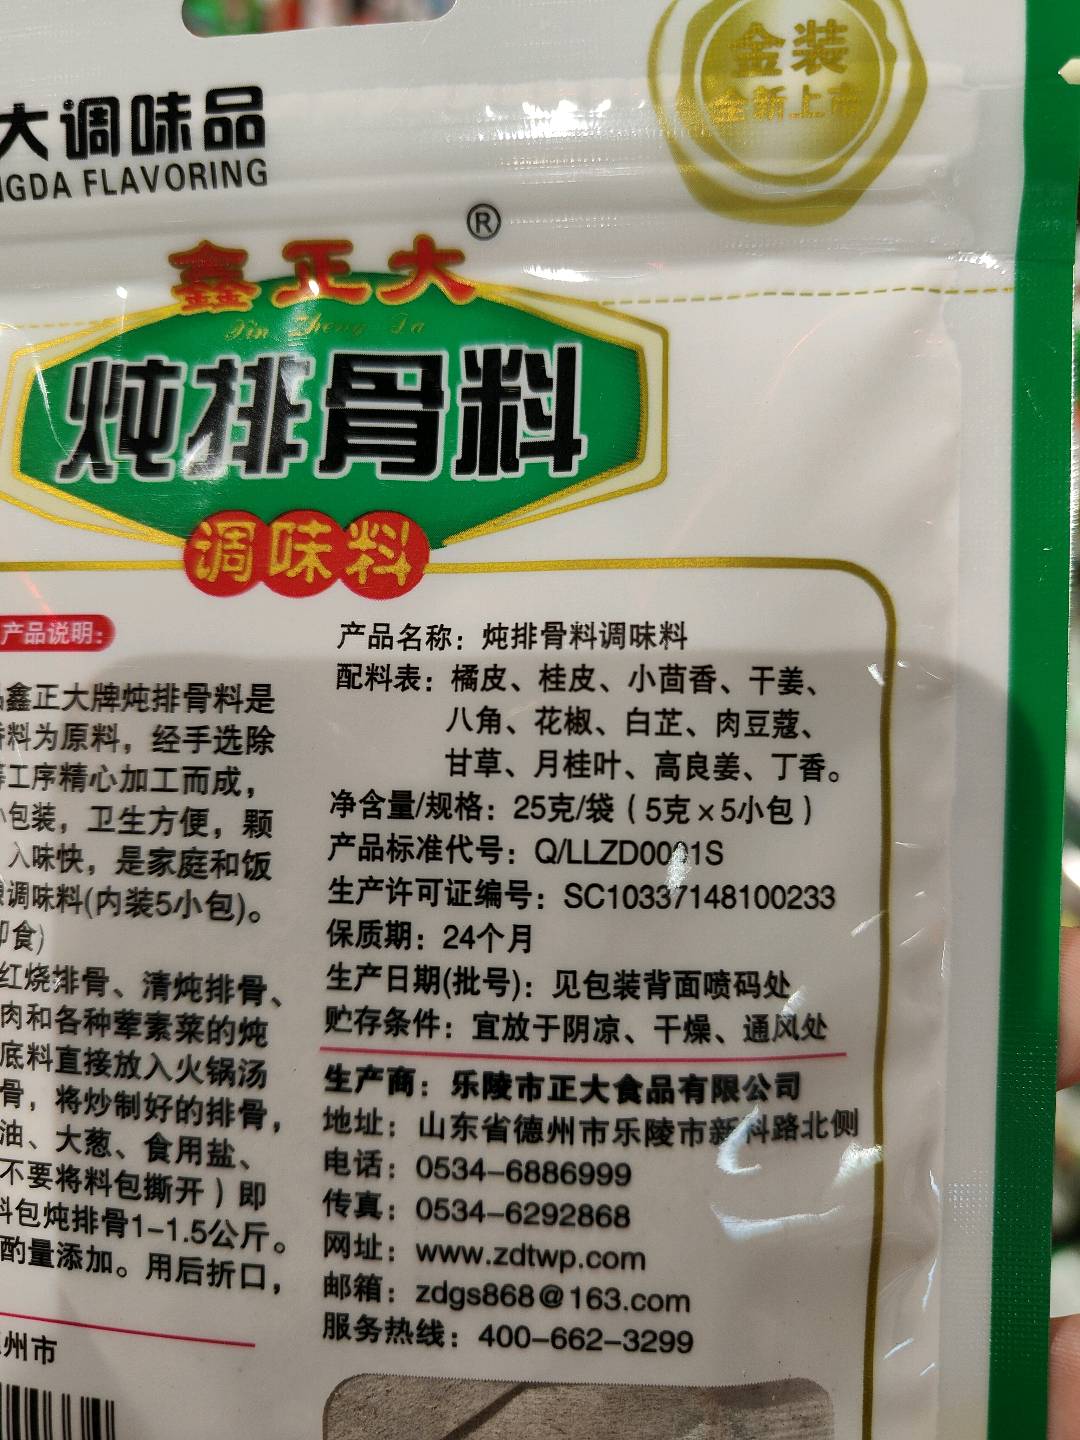 金装
全新上市
大调味品
NGDA FLAVORING
®
鑫正大
Xin Zheng Da
炖排骨料
调味料
产品说明:
鑫正大牌炖排骨料是
料为原料，经手选除
工序精心加工而成，
包装，卫生方便，颗
入味快，是家庭和饭
调味料(内装5小包)。
即食)
红烧排骨、清炖排骨、
肉和各种荤素菜的炖
底料直接放入火锅汤
骨，将炒制好的排骨，
油、大葱、食用盐、
不要将料包撕开）即
料包炖排骨1-1.5公斤。
酌量添加。用后折口，
州市
产品名称：炖排骨料调味料
配料表：橘皮、桂皮、小茴香、干姜、
八角、花椒、白芷、肉豆蔻、
甘草、月桂叶、高良姜、丁香。
净含量/规格：25克/袋（5克×5小包）
产品标准代号：Q/LLZD0001S
生产许可证编号：SC10337148100233
保质期：24个月
生产日期(批号)：见包装背面喷码处
贮存条件：宜放于阴凉、干燥、通风处
生产商：乐陵市正大食品有限公司
地址：山东省德州市乐陵市新科路北侧
电话：0534-6886999
传真：0534-6292868
网址：www.zdtwp.com
邮箱：zdgs868@163.com
服务热线：400-662-3299